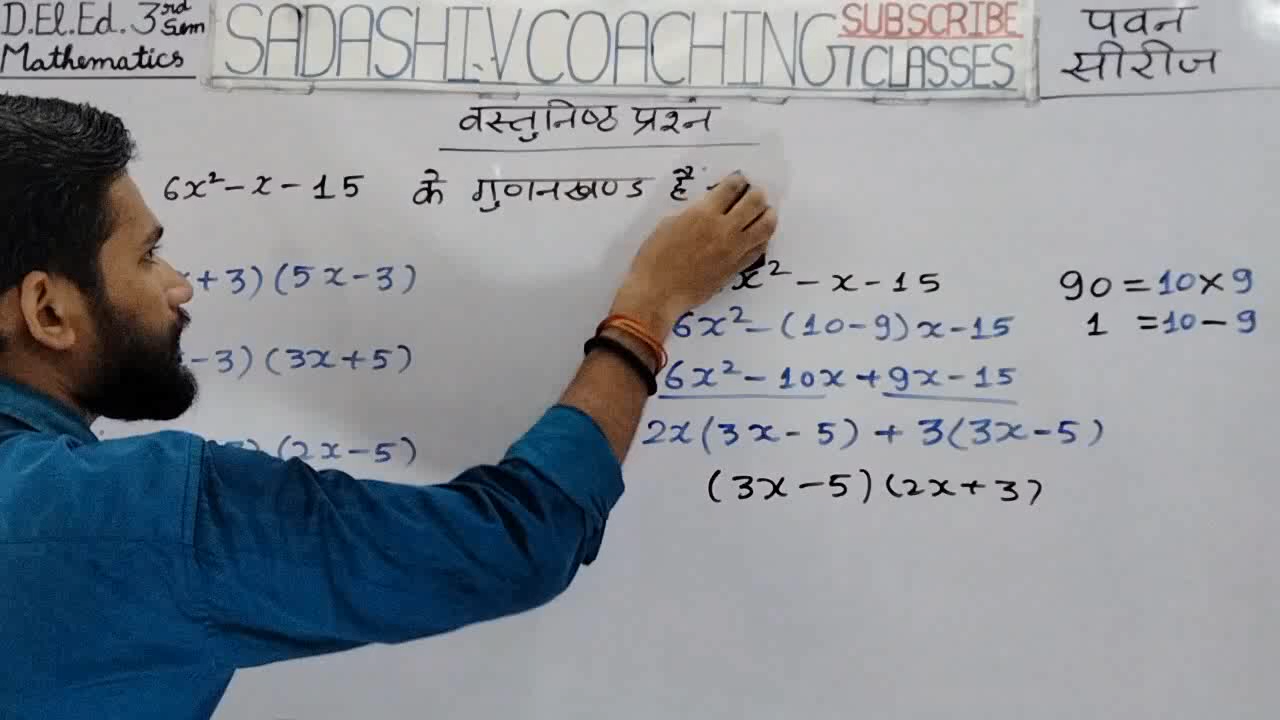 D.El.Ed. 3rd Sem
Mathematics
SADASHIV COACHING CLASSES
SUBSCRIBE
पवन
सीरीज
वस्तुनिष्ठ प्रश्न
6x² - x - 15 के गुणनखण्ड हैं -
+ 3) (5x - 3)
- 3) (3x + 5)
(2x - 5)
x² - x - 15
6x² - (10 - 9) x - 15
6x² - 10x + 9x - 15
2x (3x - 5) + 3 (3x - 5)
(3x - 5) (2x + 3)
90 = 10 × 9
1 = 10 - 9